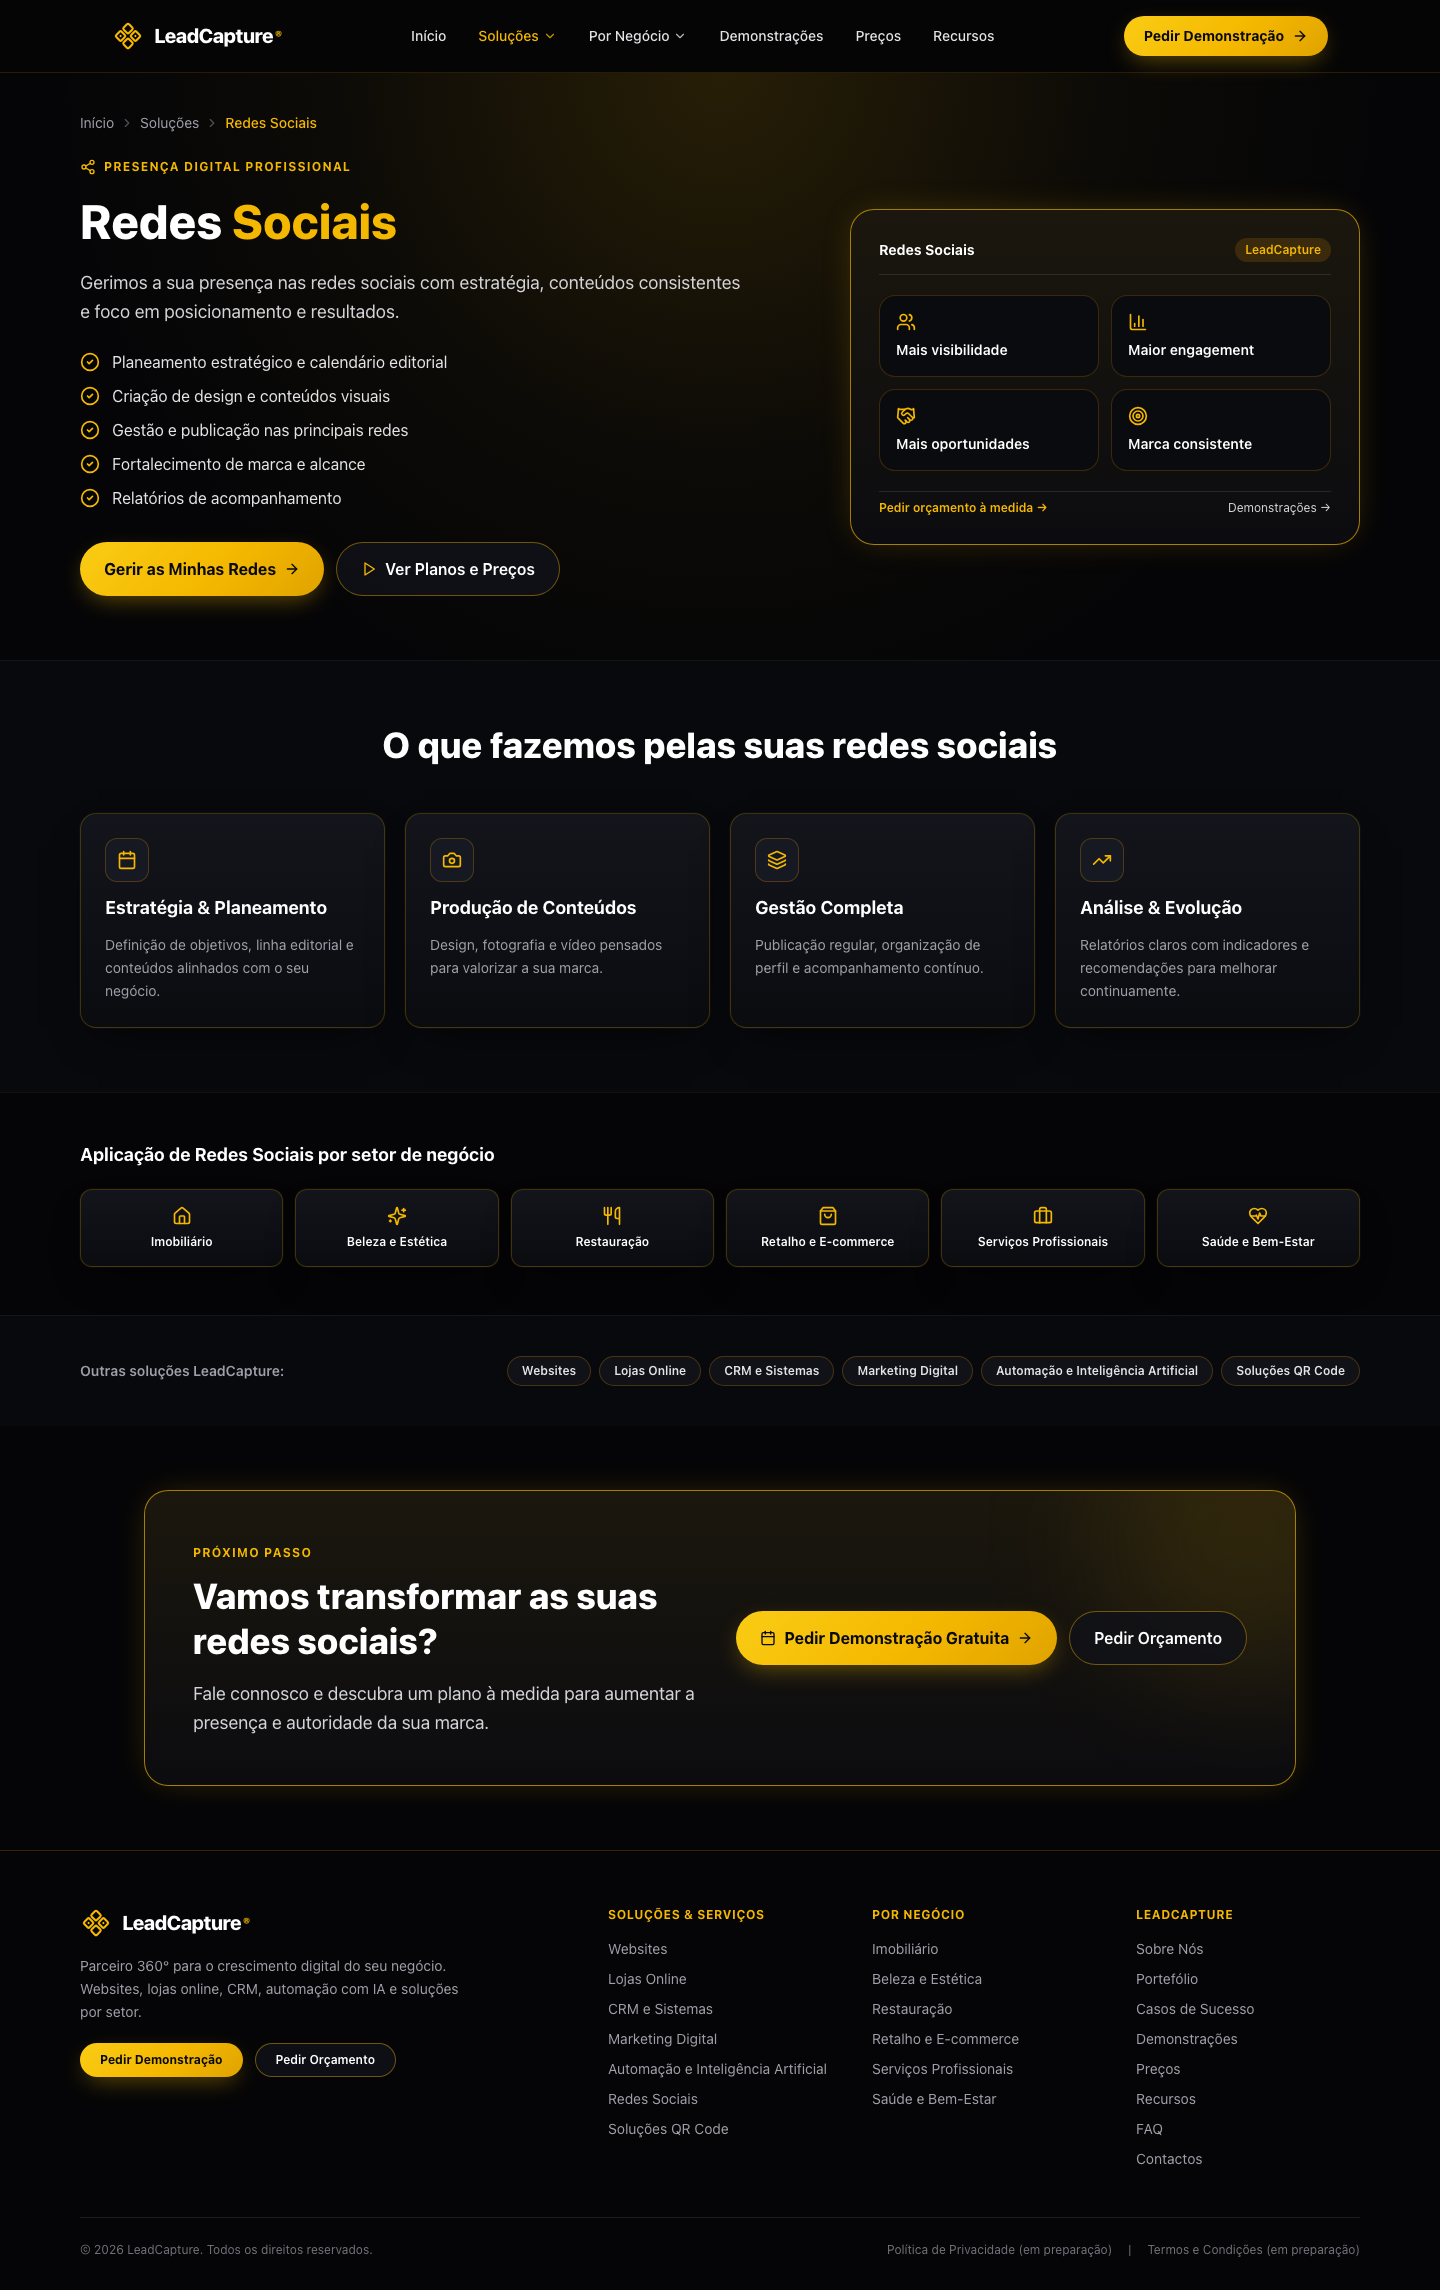 LeadCapture®
Início
Soluções
Por Negócio
Demonstrações
Preços
Recursos
Pedir Demonstração →
Início > Soluções > Redes Sociais
PRESENÇA DIGITAL PROFISSIONAL
Redes Sociais
Gerimos a sua presença nas redes sociais com estratégia, conteúdos consistentes
e foco em posicionamento e resultados.
Planeamento estratégico e calendário editorial
Criação de design e conteúdos visuais
Gestão e publicação nas principais redes
Fortalecimento de marca e alcance
Relatórios de acompanhamento
Gerir as Minhas Redes →
Ver Planos e Preços
Redes Sociais
LeadCapture
Mais visibilidade
Maior engagement
Mais oportunidades
Marca consistente
Pedir orçamento à medida →
Demonstrações →
O que fazemos pelas suas redes sociais
Estratégia & Planeamento
Definição de objetivos, linha editorial e
conteúdos alinhados com o seu
negócio.
Produção de Conteúdos
Design, fotografia e vídeo pensados
para valorizar a sua marca.
Gestão Completa
Publicação regular, organização de
perfil e acompanhamento contínuo.
Análise & Evolução
Relatórios claros com indicadores e
recomendações para melhorar
continuamente.
Aplicação de Redes Sociais por setor de negócio
Imobiliário
Beleza e Estética
Restauração
Retalho e E-commerce
Serviços Profissionais
Saúde e Bem-Estar
Outras soluções LeadCapture:
Websites
Lojas Online
CRM e Sistemas
Marketing Digital
Automação e Inteligência Artificial
Soluções QR Code
PRÓXIMO PASSO
Vamos transformar as suas
redes sociais?
Fale connosco e descubra um plano à medida para aumentar a
presença e autoridade da sua marca.
Pedir Demonstração Gratuita →
Pedir Orçamento
LeadCapture®
Parceiro 360° para o crescimento digital do seu negócio.
Websites, lojas online, CRM, automação com IA e soluções
por setor.
Pedir Demonstração
Pedir Orçamento
SOLUÇÕES & SERVIÇOS
Websites
Lojas Online
CRM e Sistemas
Marketing Digital
Automação e Inteligência Artificial
Redes Sociais
Soluções QR Code
POR NEGÓCIO
Imobiliário
Beleza e Estética
Restauração
Retalho e E-commerce
Serviços Profissionais
Saúde e Bem-Estar
LEADCAPTURE
Sobre Nós
Portefólio
Casos de Sucesso
Demonstrações
Preços
Recursos
FAQ
Contactos
© 2026 LeadCapture. Todos os direitos reservados.
Política de Privacidade (em preparação) | Termos e Condições (em preparação)